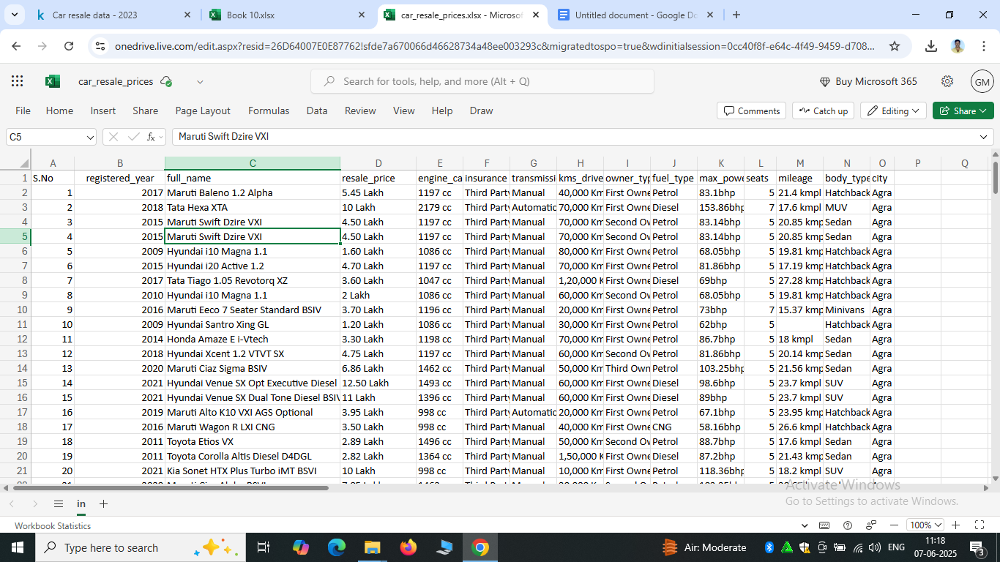 Car resale data - 2023 Book 10.xlsx car_resale_prices.xlsx - Microsof Untitled document - Google Do
onedrive.live.com/edit.aspx?resid=26D64007E0E87762!sfde7a670066d46628734a48ee003293c&migratedtospo=true&wdinitialsession=0cc40f8f-e64c-4f49-9459-d708...
car_resale_prices Search for tools, help, and more (Alt + Q) Buy Microsoft 365 GM
File Home Insert Share Page Layout Formulas Data Review View Help Draw Comments Catch up Editing Share
C5 fx Maruti Swift Dzire VXI
A B C D E F G H I J K L M N O P Q
1 S.No registered_year full_name resale_price engine_ca insurance transmissi kms_drive owner_typ fuel_type max_powe seats mileage body_type city
2 1 2017 Maruti Baleno 1.2 Alpha 5.45 Lakh 1197 cc Third Party Manual 40,000 Km First Owne Petrol 83.1bhp 5 21.4 kmpl Hatchback Agra
3 2 2018 Tata Hexa XTA 10 Lakh 2179 cc Third Party Automatic 70,000 Km First Owne Diesel 153.86bhp 7 17.6 kmpl MUV Agra
4 3 2015 Maruti Swift Dzire VXI 4.50 Lakh 1197 cc Third Party Manual 70,000 Km Second Ow Petrol 83.14bhp 5 20.85 kmp Sedan Agra
5 4 2015 Maruti Swift Dzire VXI 4.50 Lakh 1197 cc Third Party Manual 70,000 Km Second Ow Petrol 83.14bhp 5 20.85 kmp Sedan Agra
6 5 2009 Hyundai i10 Magna 1.1 1.60 Lakh 1086 cc Third Party Manual 80,000 Km First Owne Petrol 68.05bhp 5 19.81 kmp Hatchback Agra
7 6 2015 Hyundai i20 Active 1.2 4.70 Lakh 1197 cc Third Party Manual 70,000 Km First Owne Petrol 81.86bhp 5 17.19 kmp Hatchback Agra
8 7 2017 Tata Tiago 1.05 Revotorq XZ 3.60 Lakh 1047 cc Third Party Manual 1,20,000 K First Owne Diesel 69bhp 5 27.28 kmp Hatchback Agra
9 8 2010 Hyundai i10 Magna 1.1 2 Lakh 1086 cc Third Party Manual 60,000 Km Second Ow Petrol 68.05bhp 5 19.81 kmp Hatchback Agra
10 9 2016 Maruti Eeco 7 Seater Standard BSIV 3.70 Lakh 1196 cc Third Party Manual 20,000 Km First Owne Petrol 73bhp 7 15.37 kmp Minivans Agra
11 10 2009 Hyundai Santro Xing GL 1.20 Lakh 1086 cc Third Party Manual 30,000 Km First Owne Petrol 62bhp 5 Hatchback Agra
12 11 2014 Honda Amaze E i-Vtech 3.30 Lakh 1198 cc Third Party Manual 70,000 Km First Owne Petrol 86.7bhp 5 18 kmpl Sedan Agra
13 12 2018 Hyundai Xcent 1.2 VTVT SX 4.75 Lakh 1197 cc Third Party Manual 60,000 Km Second Ow Petrol 81.86bhp 5 20.14 kmp Sedan Agra
14 13 2020 Maruti Ciaz Sigma BSIV 6.86 Lakh 1462 cc Third Party Manual 50,000 Km Third Own Petrol 103.25bhp 5 21.56 kmp Sedan Agra
15 14 2021 Hyundai Venue SX Opt Executive Diesel 12.50 Lakh 1493 cc Third Party Manual 60,000 Km First Owne Diesel 98.6bhp 5 23.7 kmpl SUV Agra
16 15 2021 Hyundai Venue SX Dual Tone Diesel BSIV 11 Lakh 1396 cc Third Party Manual 60,000 Km First Owne Diesel 89bhp 5 23.7 kmpl SUV Agra
17 16 2019 Maruti Alto K10 VXI AGS Optional 3.95 Lakh 998 cc Third Party Automatic 20,000 Km First Owne Petrol 67.1bhp 5 23.95 kmp Hatchback Agra
18 17 2016 Maruti Wagon R LXI CNG 3.50 Lakh 998 cc Third Party Manual 40,000 Km First Owne CNG 58.16bhp 5 26.6 kmpl Hatchback Agra
19 18 2011 Toyota Etios VX 2.89 Lakh 1496 cc Third Party Manual 50,000 Km Second Ow Petrol 88.7bhp 5 17.6 kmpl Sedan Agra
20 19 2011 Toyota Corolla Altis Diesel D4DGL 2.82 Lakh 1364 cc Third Party Manual 1,50,000 K First Owne Diesel 87.2bhp 5 21.43 kmp Sedan Agra
21 20 2021 Kia Sonet HTX Plus Turbo iMT BSVI 10 Lakh 998 cc Third Party Manual 10,000 Km First Owne Petrol 118.36bhp 5 18.2 kmpl SUV Agra
Activate Windows
Go to Settings to activate Windows.
in
Workbook Statistics 100%
Type here to search Air: Moderate ENG 11:18
07-06-2025 3